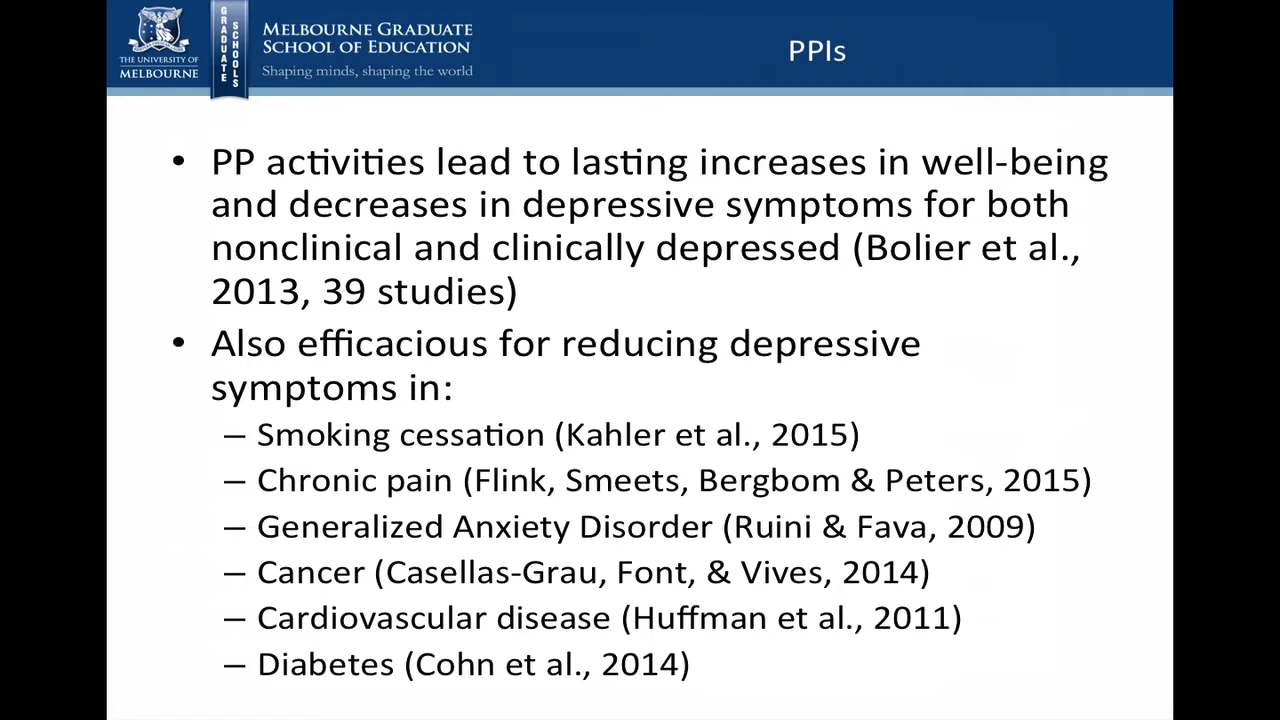 THE UNIVERSITY OF
MELBOURNE
GRADUATE
SCHOOLS
MELBOURNE GRADUATE
SCHOOL OF EDUCATION
Shaping minds, shaping the world
PPIs
• PP activities lead to lasting increases in well-being
and decreases in depressive symptoms for both
nonclinical and clinically depressed (Bolier et al.,
2013, 39 studies)
• Also efficacious for reducing depressive
symptoms in:
– Smoking cessation (Kahler et al., 2015)
– Chronic pain (Flink, Smeets, Bergbom & Peters, 2015)
– Generalized Anxiety Disorder (Ruini & Fava, 2009)
– Cancer (Casellas-Grau, Font, & Vives, 2014)
– Cardiovascular disease (Huffman et al., 2011)
– Diabetes (Cohn et al., 2014)